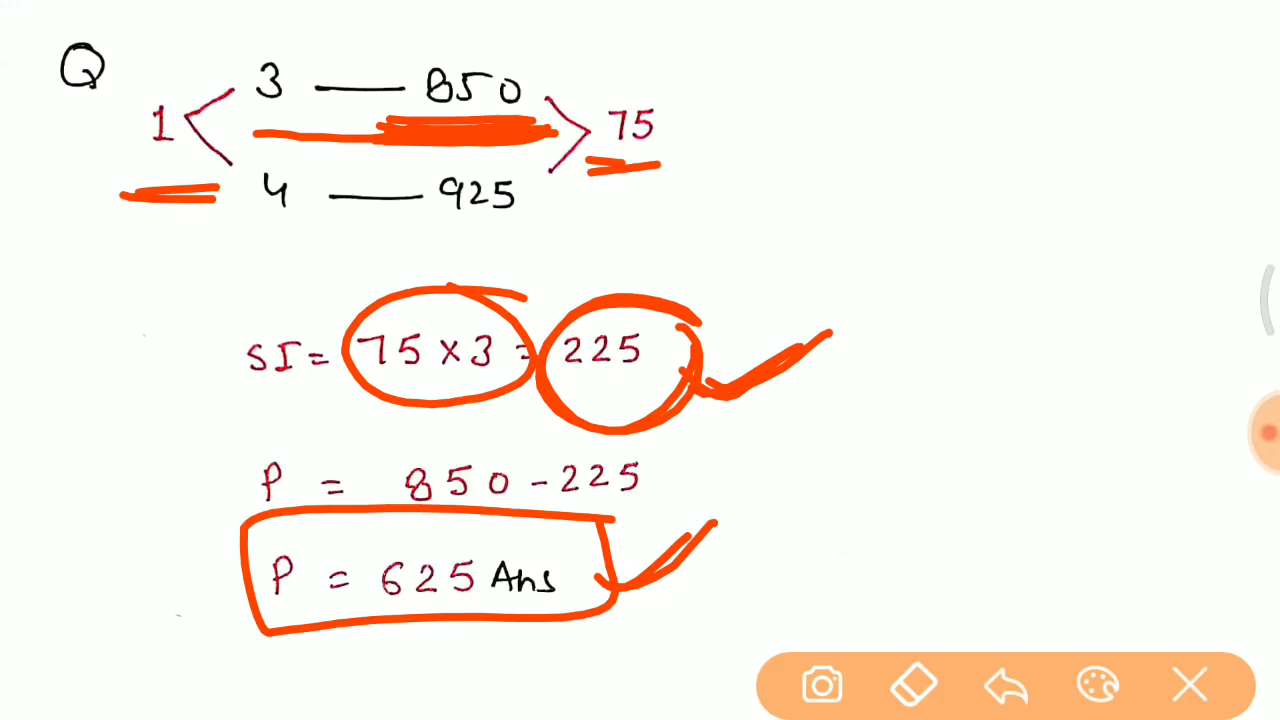 Q
3 — 850
1 75
4 — 925
SI = 75 × 3 = 225
P = 850 - 225
P = 625 Ans